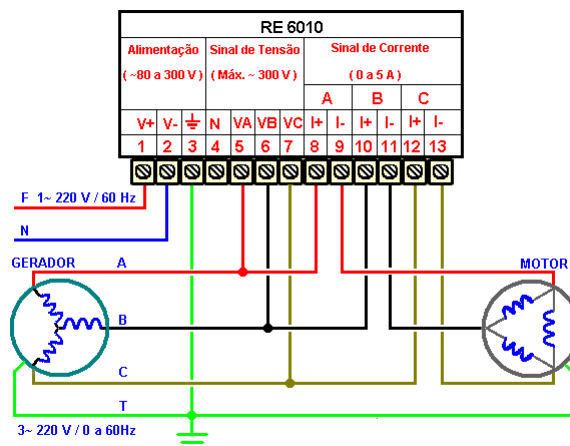 RE 6010
Alimentação Sinal de Tensão Sinal de Corrente
( ~80 a 300 V ) ( Máx. ~ 300 V ) ( 0 a 5 A )
A B C
V+ V- N VA VB VC I+ I- I+ I- I+ I-
1 2 3 4 5 6 7 8 9 10 11 12 13
F 1~ 220 V / 60 Hz
N
GERADOR A MOTOR
B
C
T
3~ 220 V / 0 a 60Hz